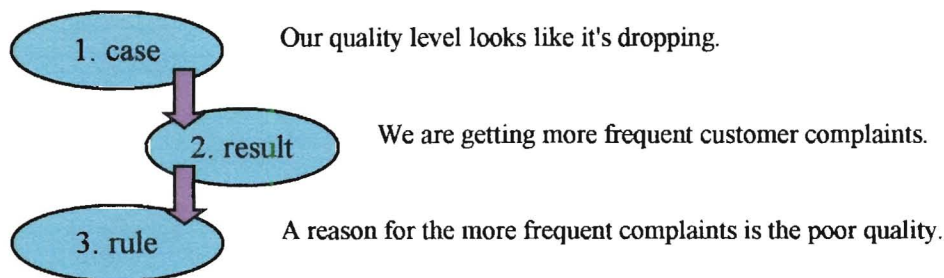 1. case
Our quality level looks like it's dropping.
2. result
We are getting more frequent customer complaints.
3. rule
A reason for the more frequent complaints is the poor quality.